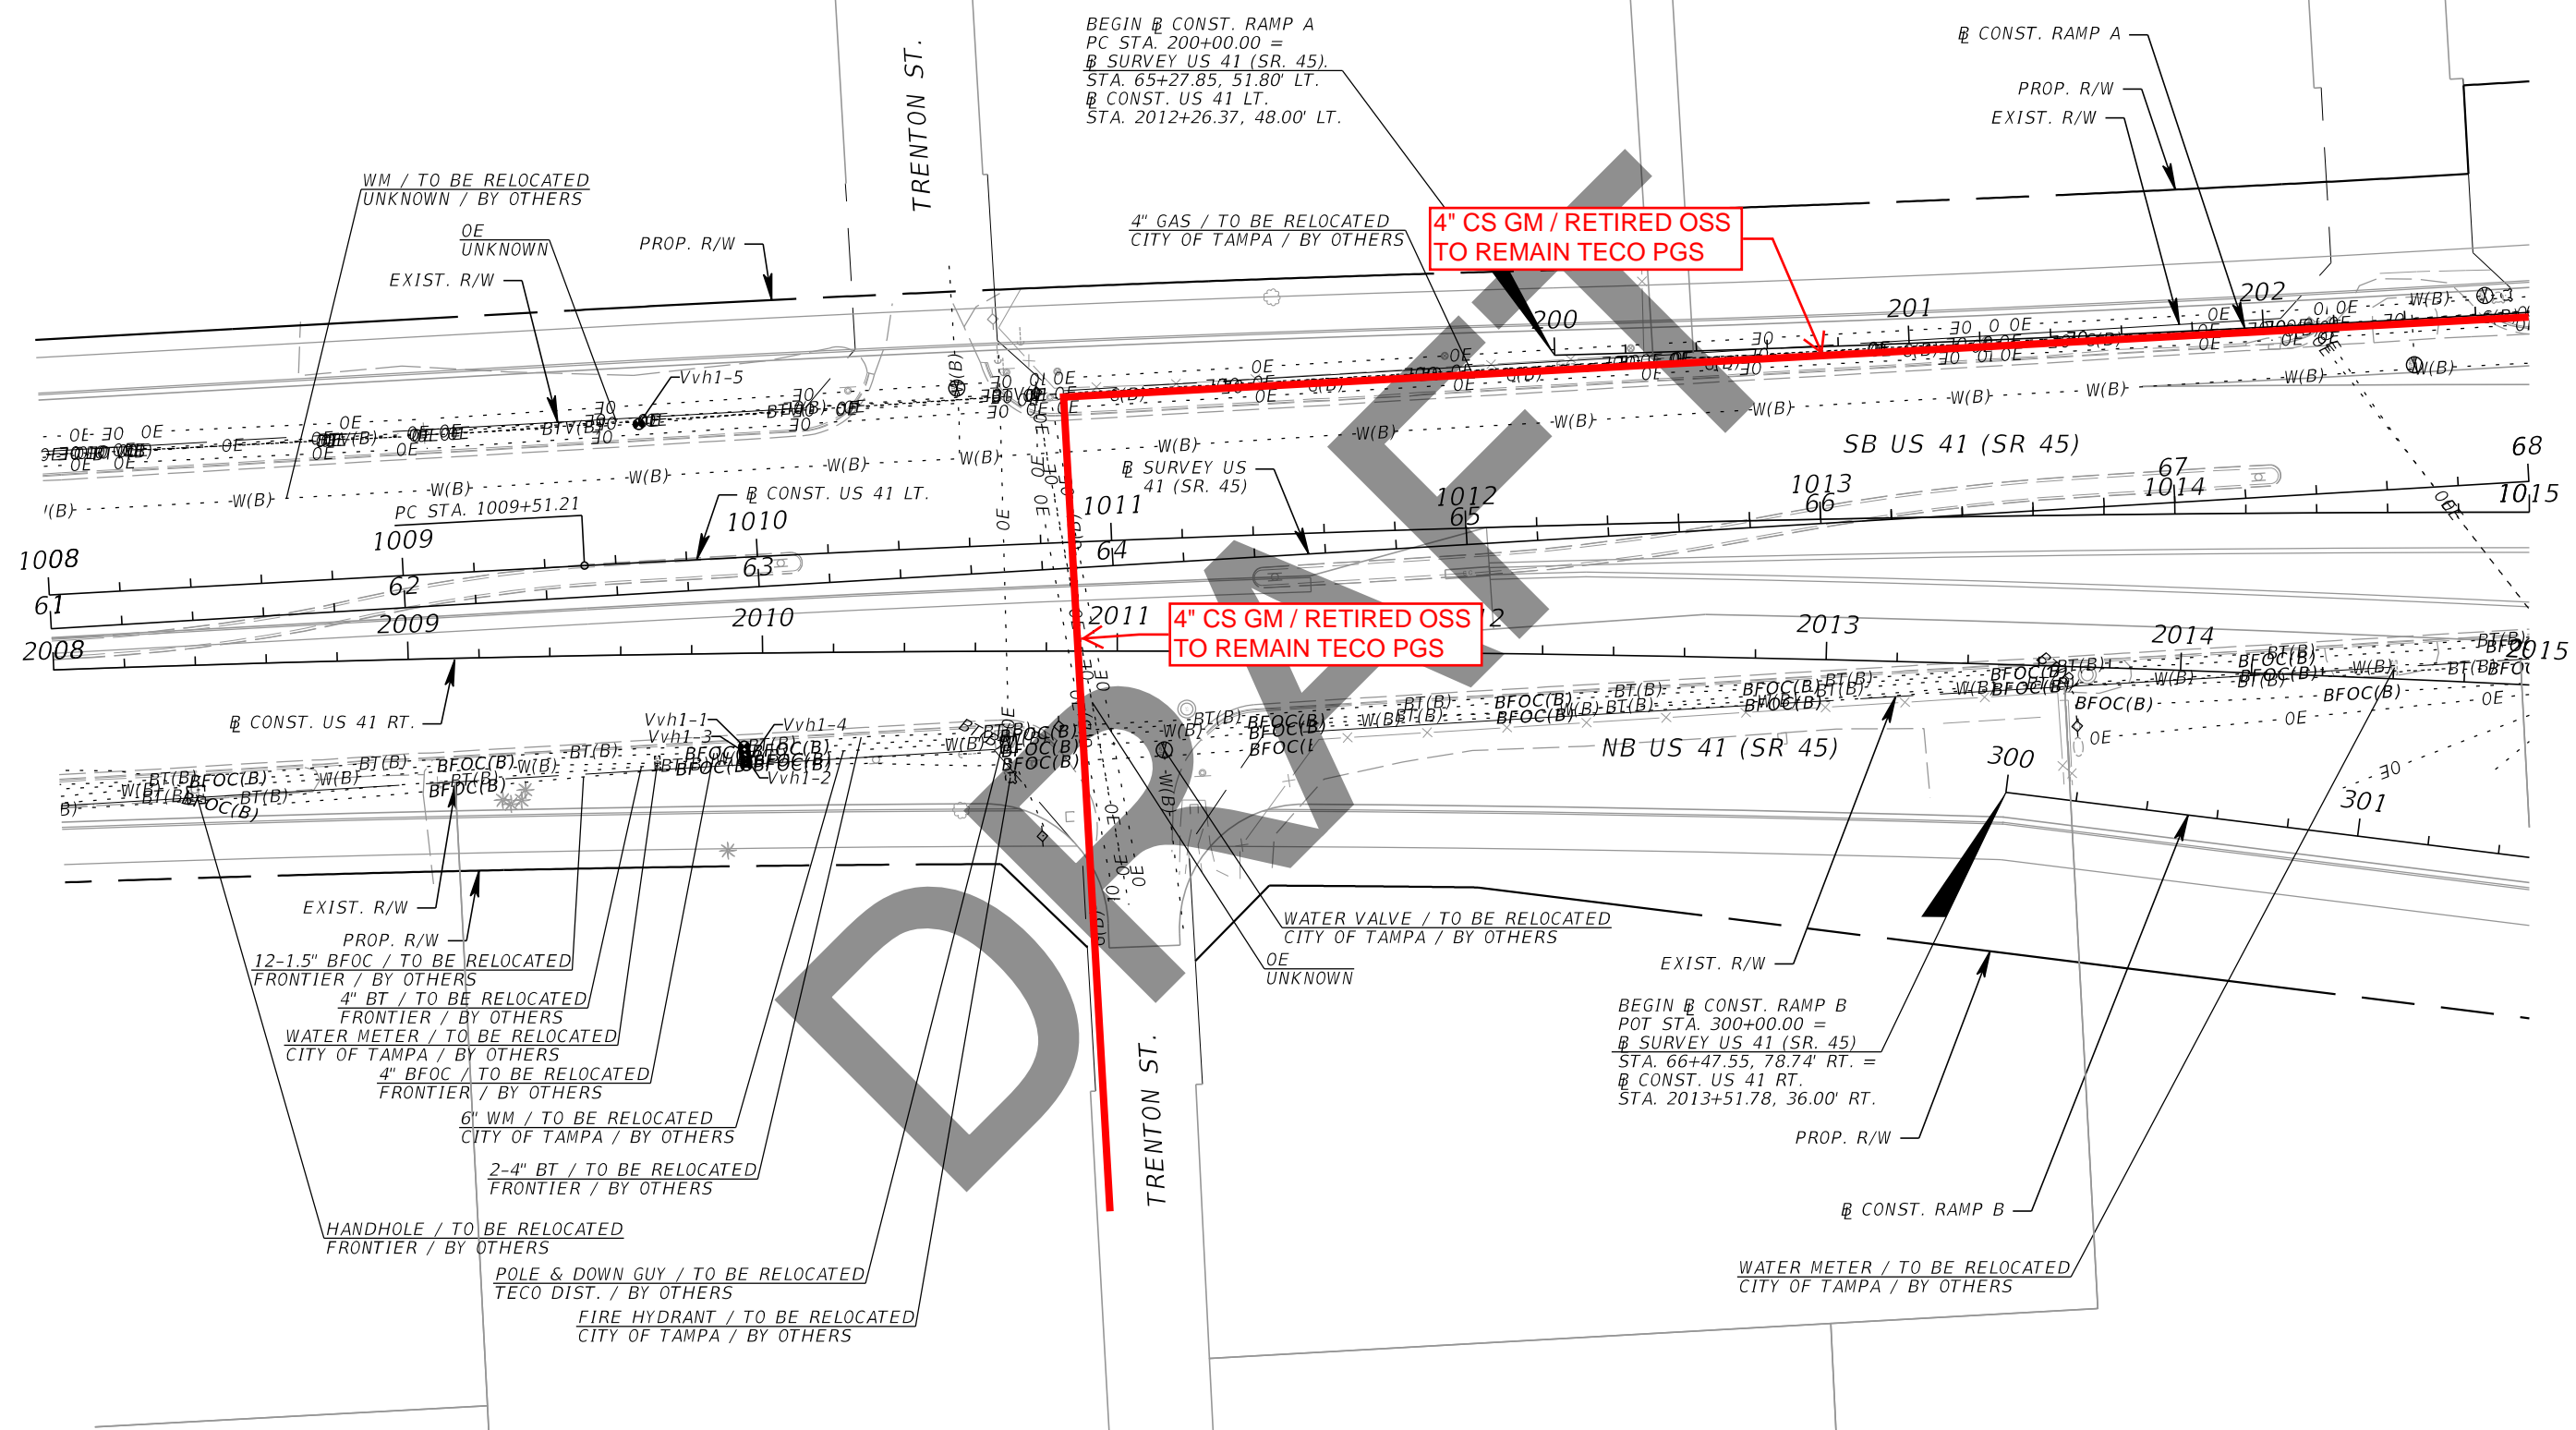 BEGIN BL CONST. RAMP A
PC STA. 200+00.00 =
BL SURVEY US 41 (SR. 45).
STA. 65+27.85, 51.80' LT.
BL CONST. US 41 LT.
STA. 2012+26.37, 48.00' LT.
BL CONST. RAMP A
PROP. R/W
EXIST. R/W
TRENTON ST.
WM / TO BE RELOCATED
UNKNOWN / BY OTHERS
OE
UNKNOWN
PROP. R/W
EXIST. R/W
4" GAS / TO BE RELOCATED
CITY OF TAMPA / BY OTHERS
4" CS GM / RETIRED OSS
TO REMAIN TECO PGS
200
201
202
Vvh1-5
SB US 41 (SR 45)
BL SURVEY US
41 (SR. 45)
BL CONST. US 41 LT.
PC STA. 1009+51.21
1008
1009
1010
1011
1012
1013
1014
1015
61
62
63
64
65
66
67
68
4" CS GM / RETIRED OSS
TO REMAIN TECO PGS
2008
2009
2010
2011
2013
2014
2015
BL CONST. US 41 RT.
Vvh1-1
Vvh1-3
Vvh1-4
Vvh1-2
NB US 41 (SR 45)
300
301
DRAFT
EXIST. R/W
PROP. R/W
12-1.5" BFOC / TO BE RELOCATED
FRONTIER / BY OTHERS
4" BT / TO BE RELOCATED
FRONTIER / BY OTHERS
WATER METER / TO BE RELOCATED
CITY OF TAMPA / BY OTHERS
4" BFOC / TO BE RELOCATED
FRONTIER / BY OTHERS
6" WM / TO BE RELOCATED
CITY OF TAMPA / BY OTHERS
2-4" BT / TO BE RELOCATED
FRONTIER / BY OTHERS
HANDHOLE / TO BE RELOCATED
FRONTIER / BY OTHERS
POLE & DOWN GUY / TO BE RELOCATED
TECO DIST. / BY OTHERS
FIRE HYDRANT / TO BE RELOCATED
CITY OF TAMPA / BY OTHERS
WATER VALVE / TO BE RELOCATED
CITY OF TAMPA / BY OTHERS
OE
UNKNOWN
TRENTON ST.
EXIST. R/W
BEGIN BL CONST. RAMP B
POT STA. 300+00.00 =
BL SURVEY US 41 (SR. 45)
STA. 66+47.55, 78.74' RT. =
BL CONST. US 41 RT.
STA. 2013+51.78, 36.00' RT.
PROP. R/W
BL CONST. RAMP B
WATER METER / TO BE RELOCATED
CITY OF TAMPA / BY OTHERS